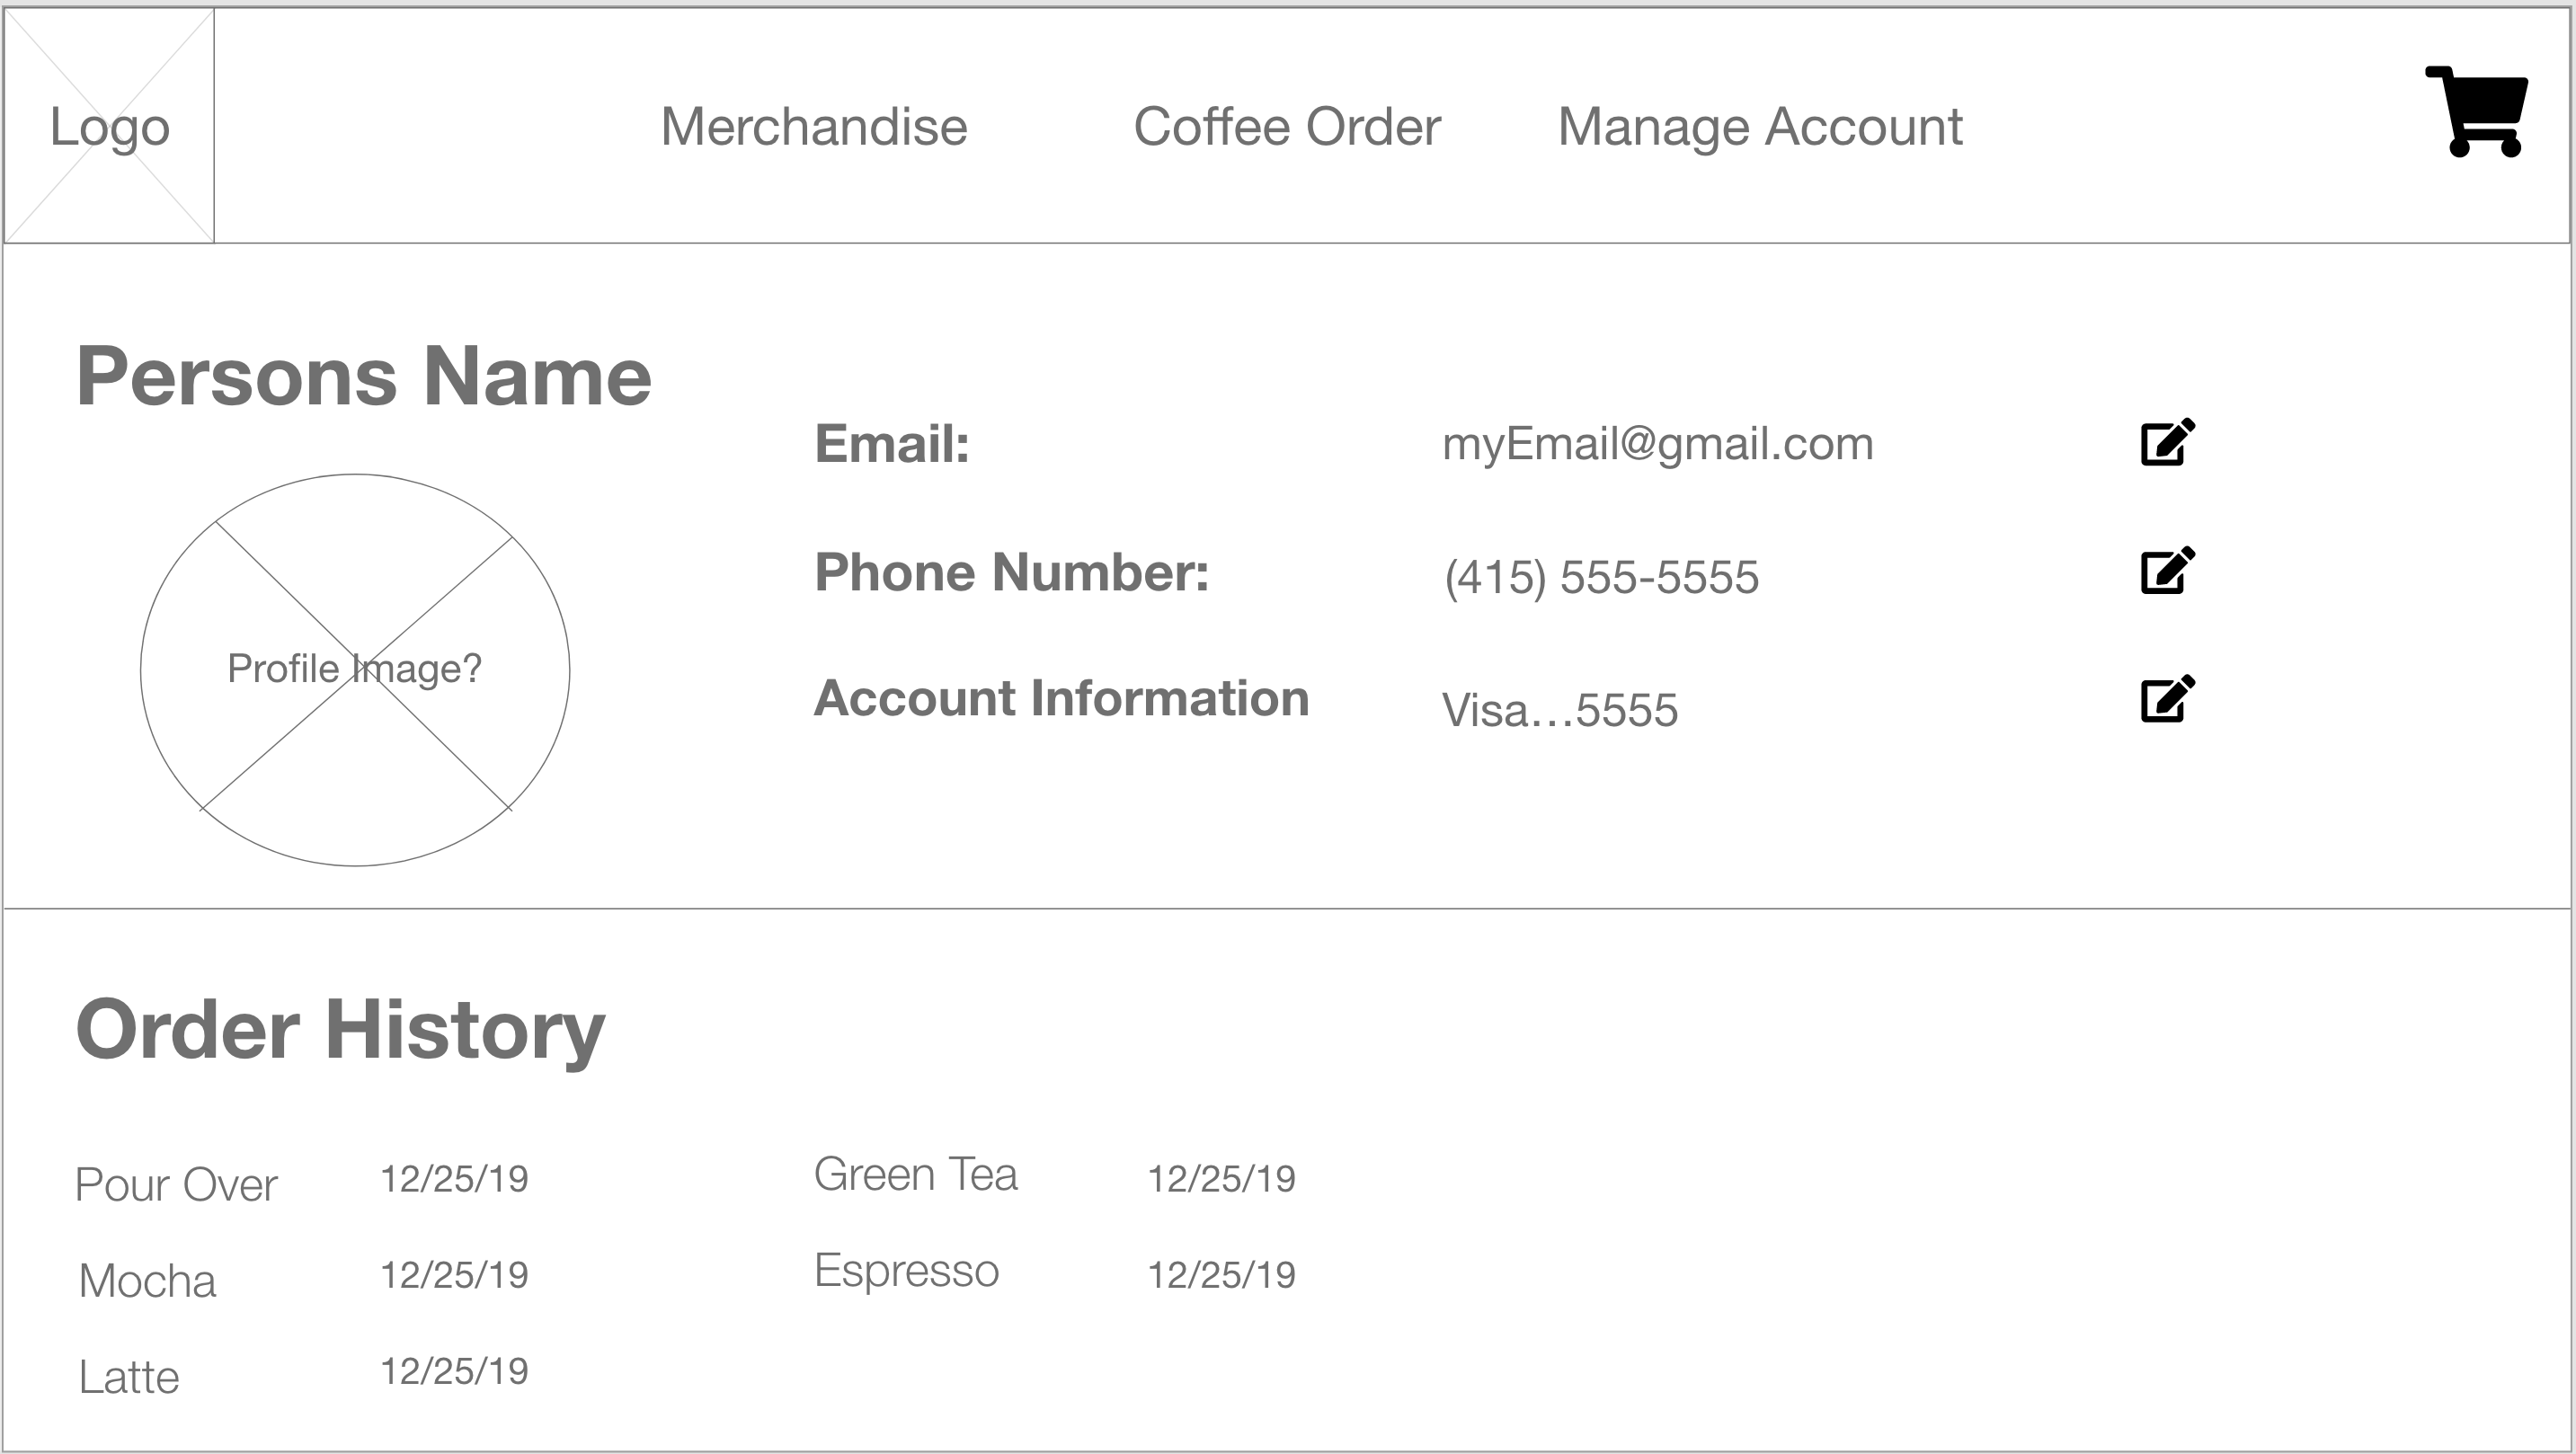 Logo
Merchandise
Coffee Order
Manage Account
Persons Name
Email:
myEmail@gmail.com
Phone Number:
(415) 555-5555
Account Information
Visa...5555
Profile Image?
Order History
Pour Over
12/25/19
Green Tea
12/25/19
Mocha
12/25/19
Espresso
12/25/19
Latte
12/25/19